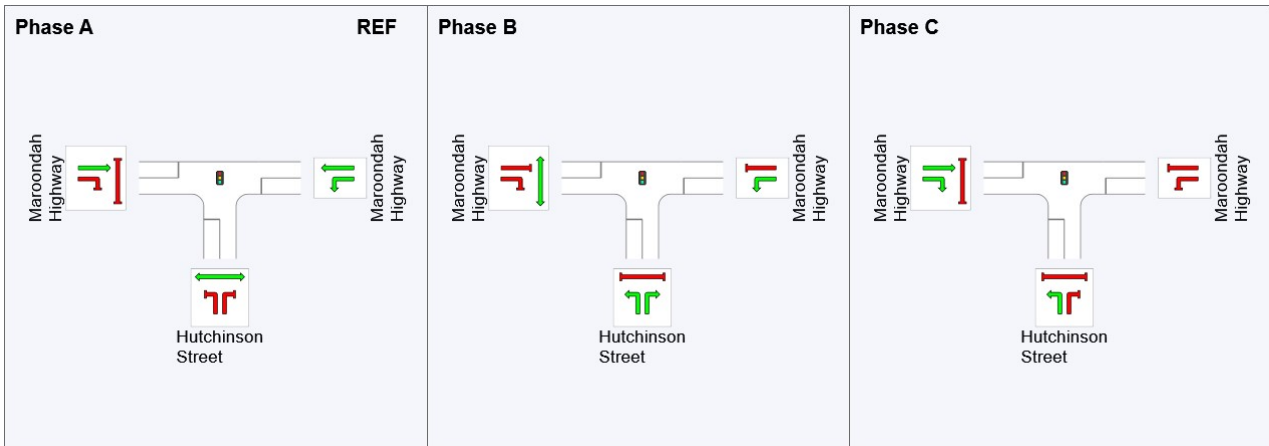 Phase A
REF
Maroondah
Highway
Maroondah
Highway
Hutchinson
Street
Phase B
Maroondah
Highway
Maroondah
Highway
Hutchinson
Street
Phase C
Maroondah
Highway
Maroondah
Highway
Hutchinson
Street